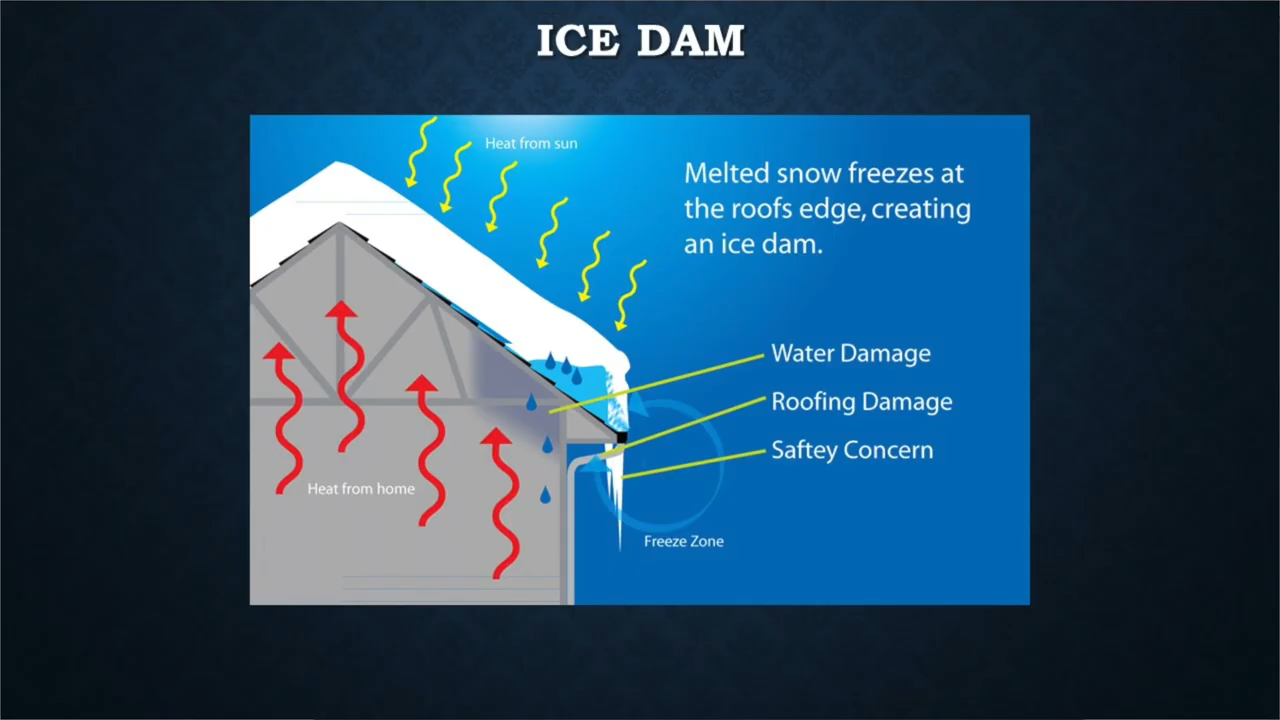 ICE DAM
Heat from sun
Melted snow freezes at
the roofs edge, creating
an ice dam.
Water Damage
Roofing Damage
Saftey Concern
Heat from home
Freeze Zone